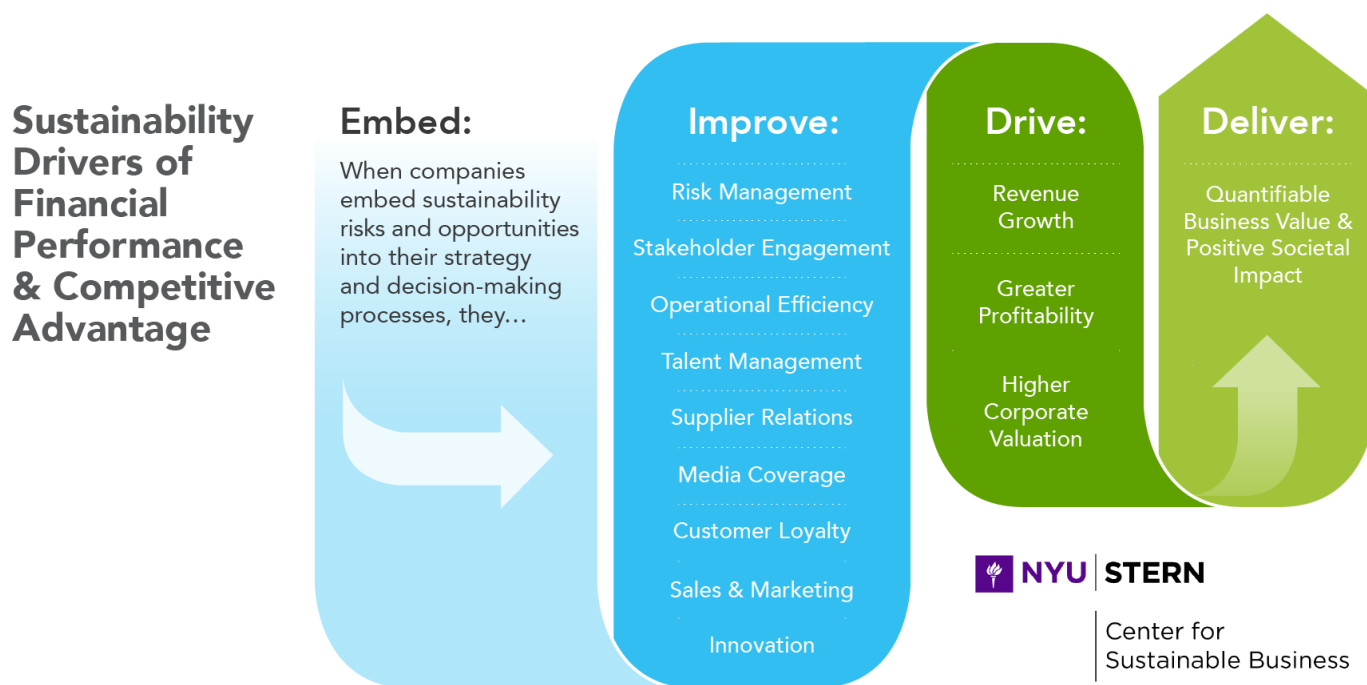 Sustainability
Drivers of
Financial
Performance
& Competitive
Advantage
Embed:
When companies
embed sustainability
risks and opportunities
into their strategy
and decision-making
processes, they…
Improve:
Risk Management
Stakeholder Engagement
Operational Efficiency
Talent Management
Supplier Relations
Media Coverage
Customer Loyalty
Sales & Marketing
Innovation
Drive:
Revenue
Growth
Greater
Profitability
Higher
Corporate
Valuation
Deliver:
Quantifiable
Business Value &
Positive Societal
Impact
NYU STERN
Center for
Sustainable Business